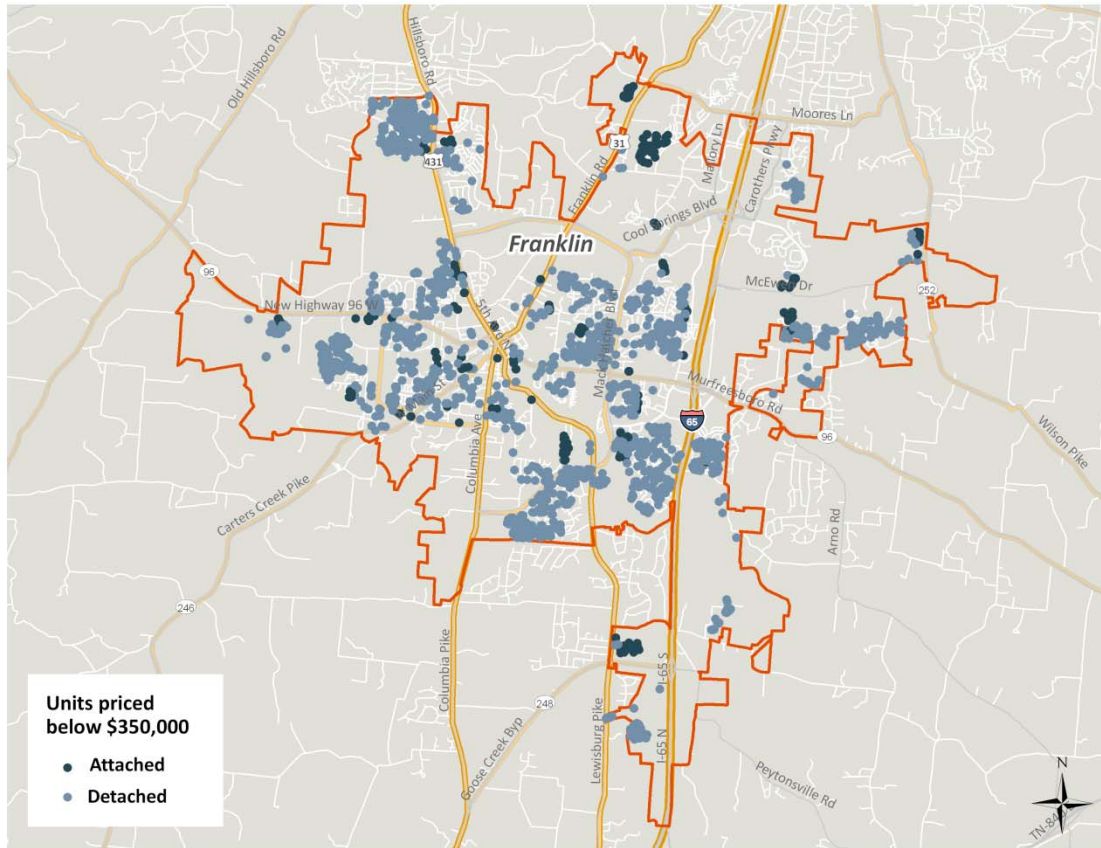 Hillsboro Rd
Old Hillsboro Rd
Moores Ln
31
Mallory Ln
Carothers Pkwy
431
Franklin Rd
Cool Springs Blvd
Franklin
96
McEwen Dr
252
New Highway 96 W
5th Ave N
Mack Hatcher Blvd
Murfreesboro Rd
W Main St
65
96
Wilson Pike
Columbia Ave
Carters Creek Pike
Arno Rd
246
Columbia Pike
I-65 S
248
Goose Creek Byp
Lewisburg Pike
I-65 N
Peytonsville Rd
N
Units priced
below $350,000
Attached
Detached